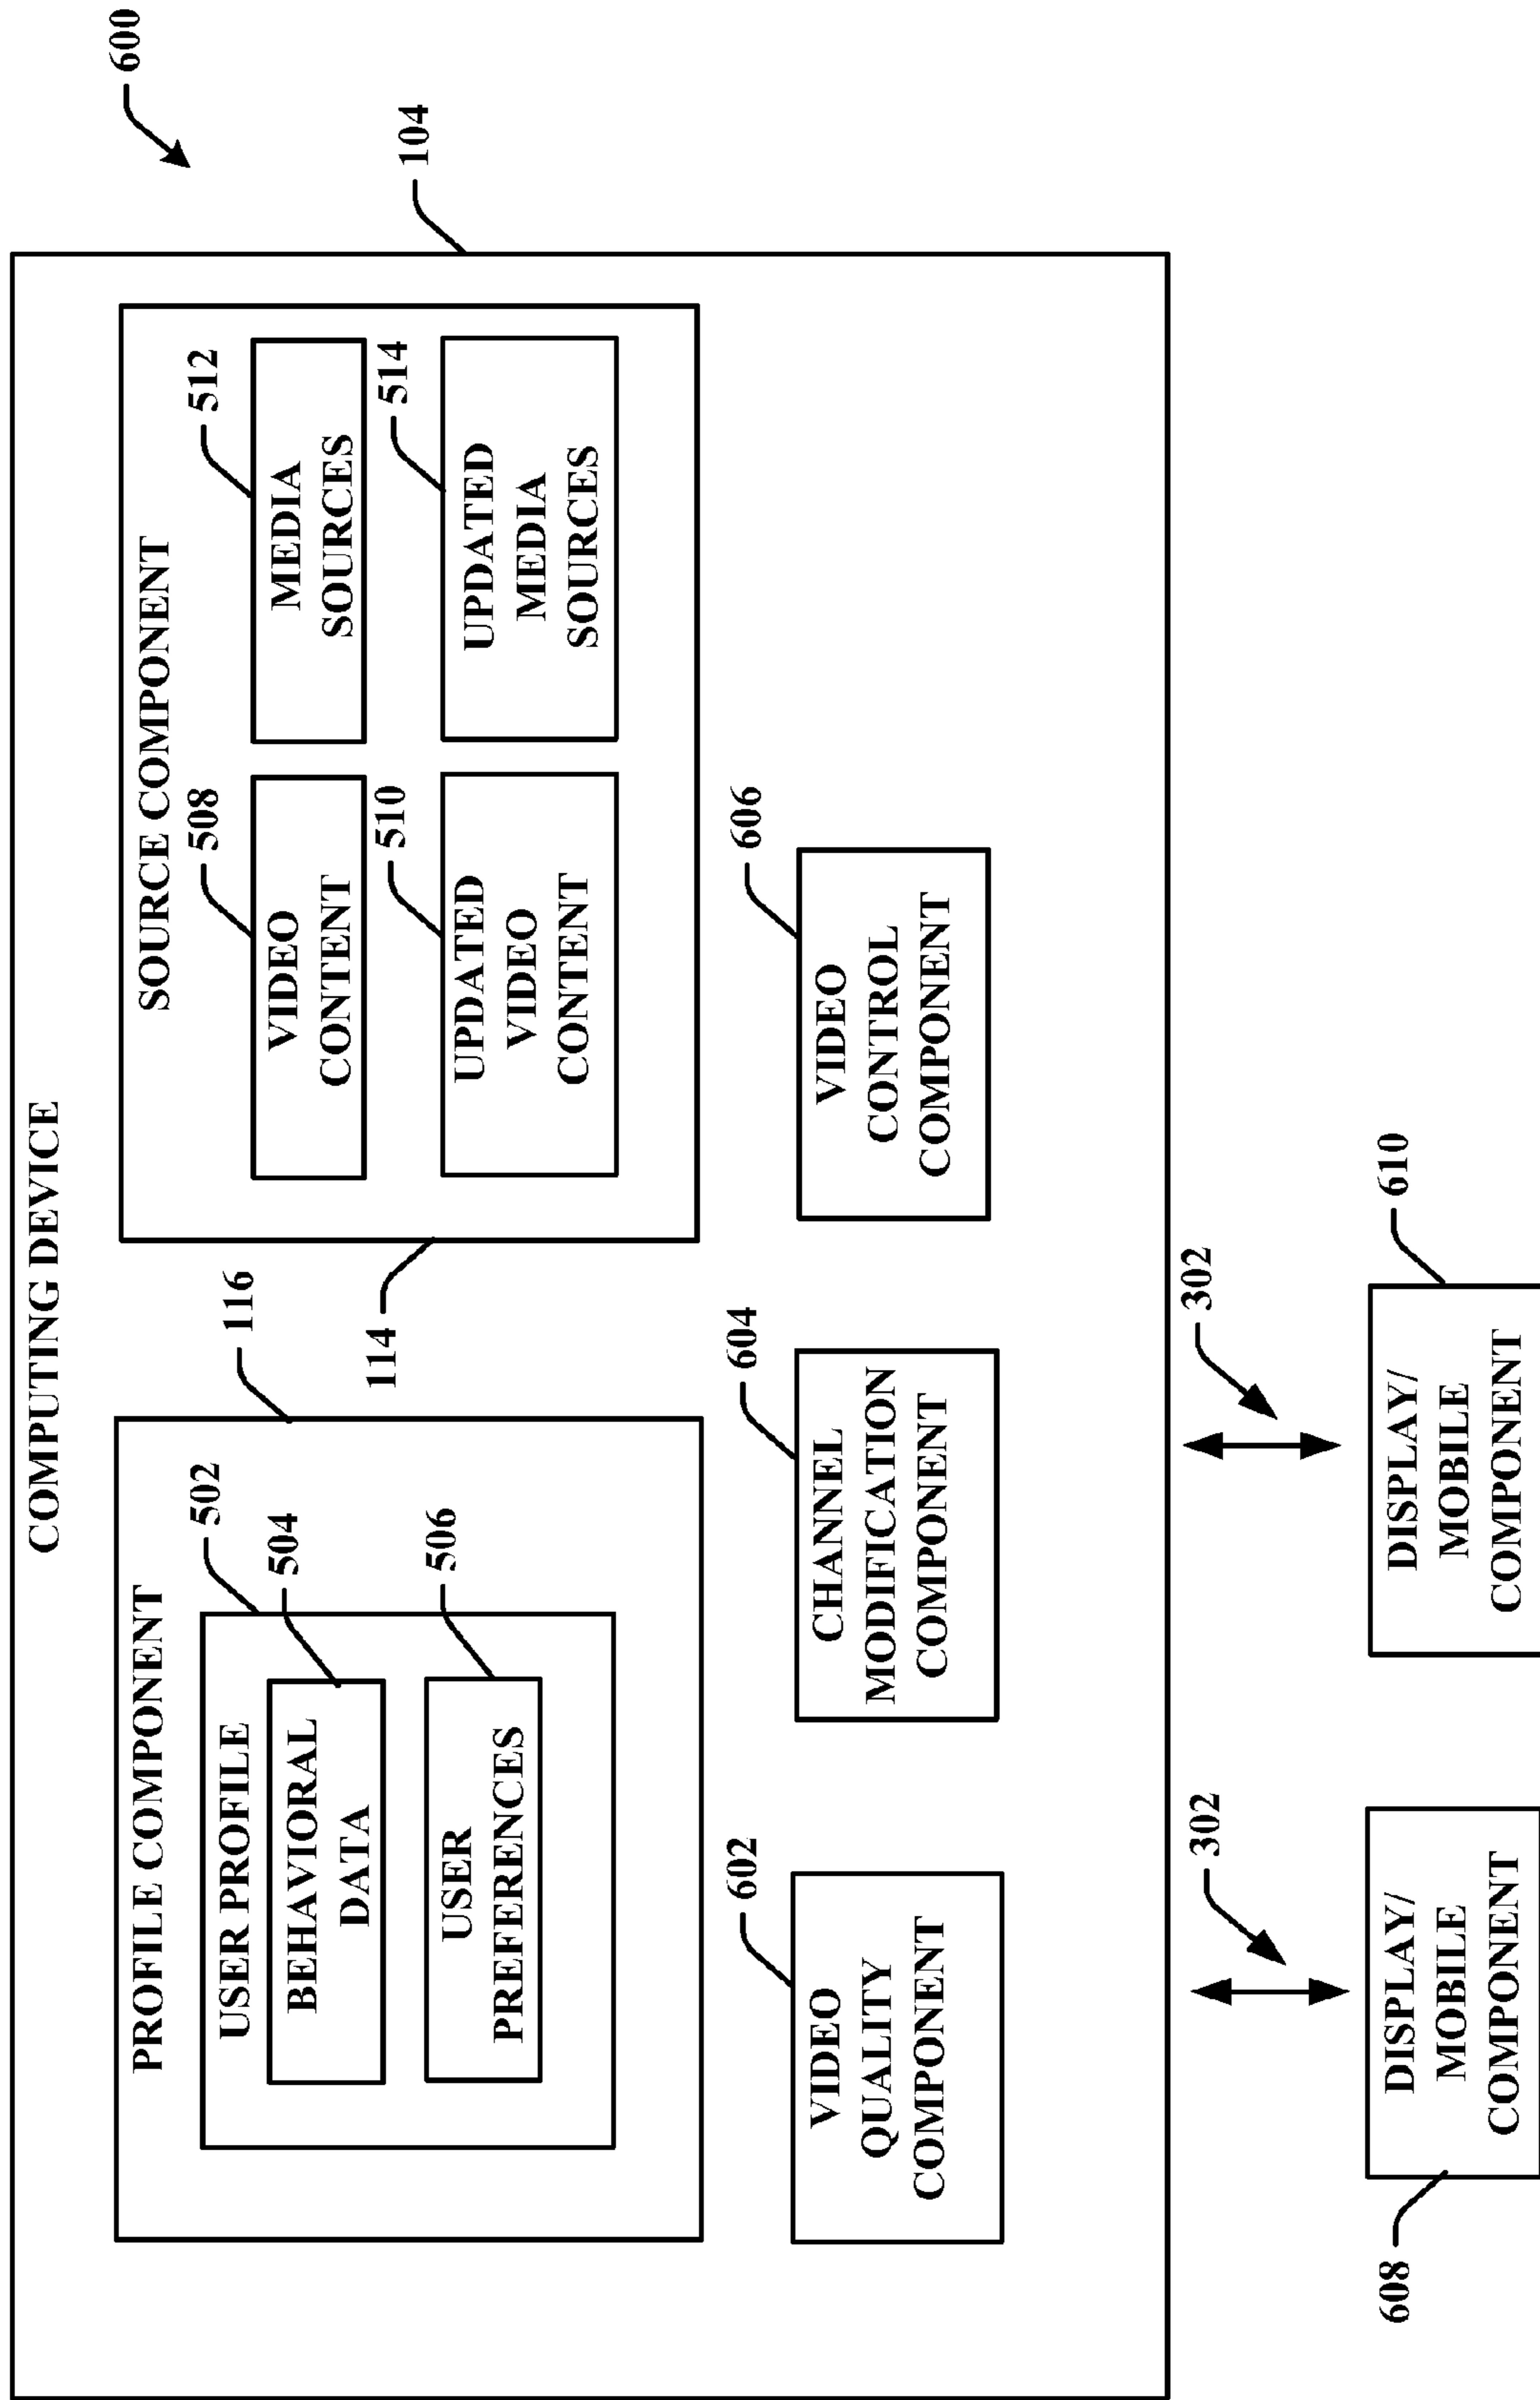 600
COMPUTING DEVICE
104
PROFILE COMPONENT
116
USER PROFILE
502
BEHAVIORAL
DATA
504
USER
PREFERENCES
506
SOURCE COMPONENT
114
VIDEO
CONTENT
508
MEDIA
SOURCES
512
UPDATED
VIDEO
CONTENT
510
UPDATED
MEDIA
SOURCES
514
VIDEO
QUALITY
COMPONENT
602
CHANNEL
MODIFICATION
COMPONENT
604
VIDEO
CONTROL
COMPONENT
606
302
302
DISPLAY/
MOBILE
COMPONENT
608
DISPLAY/
MOBILE
COMPONENT
610